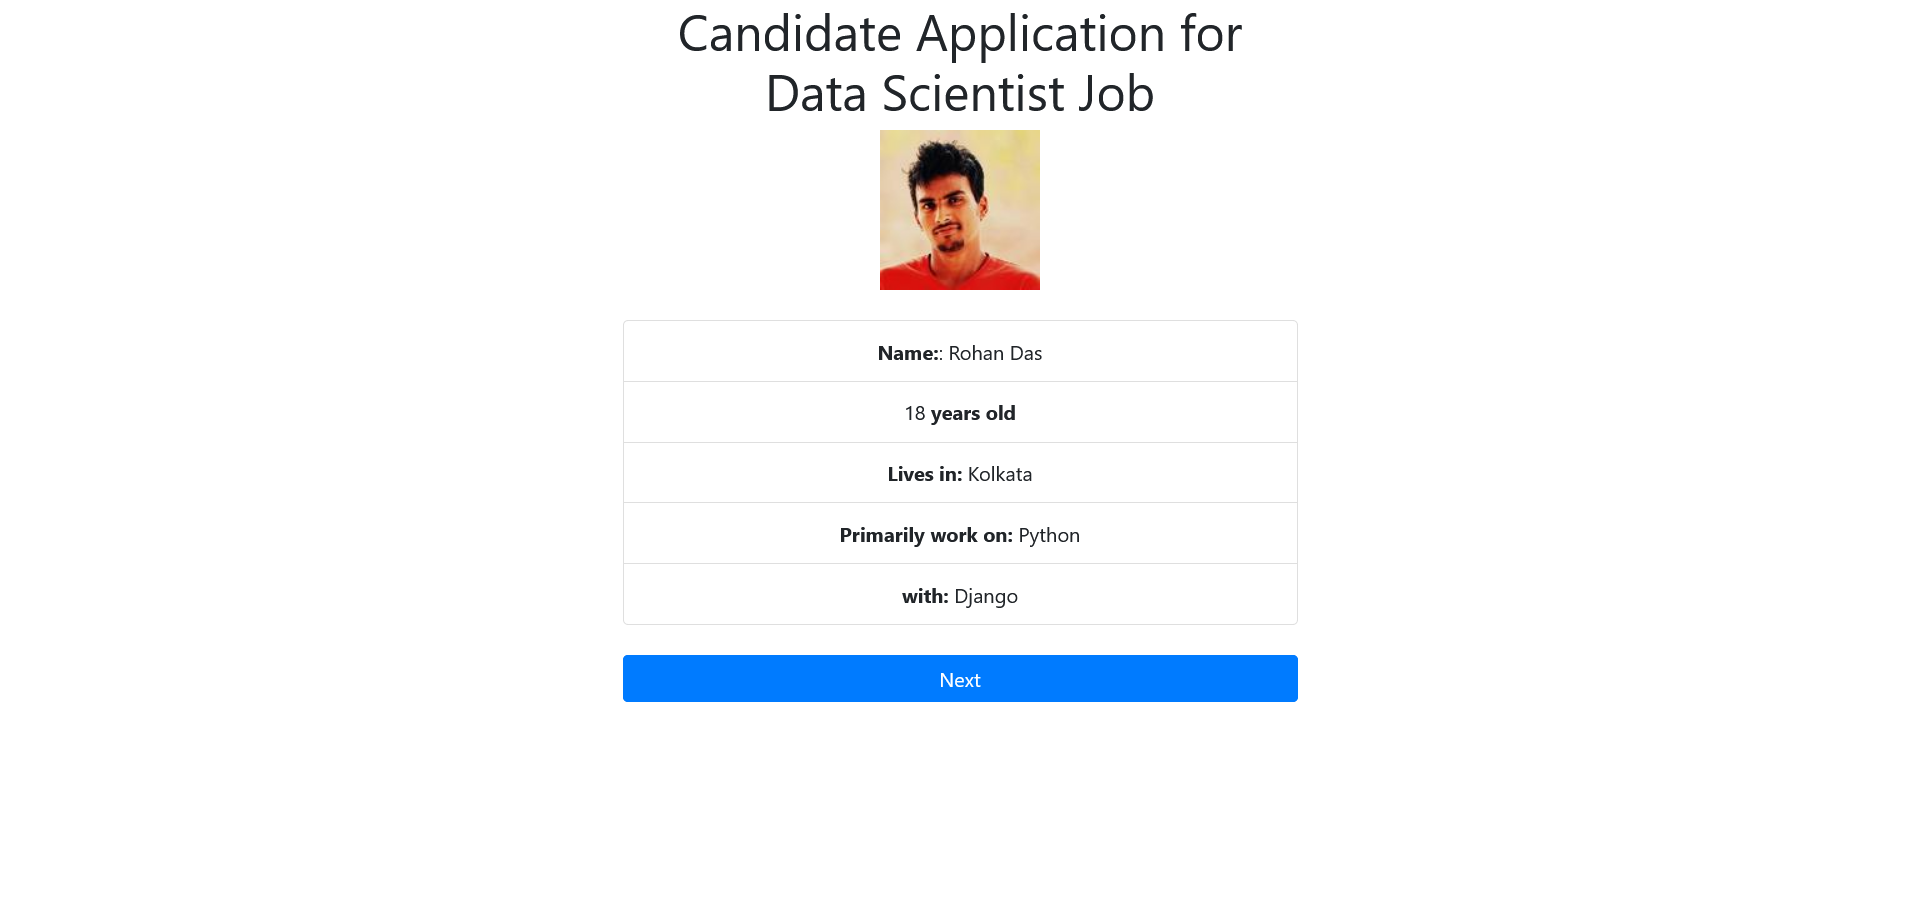 Candidate Application for
Data Scientist Job
Name:: Rohan Das
18 years old
Lives in: Kolkata
Primarily work on: Python
with: Django
Next